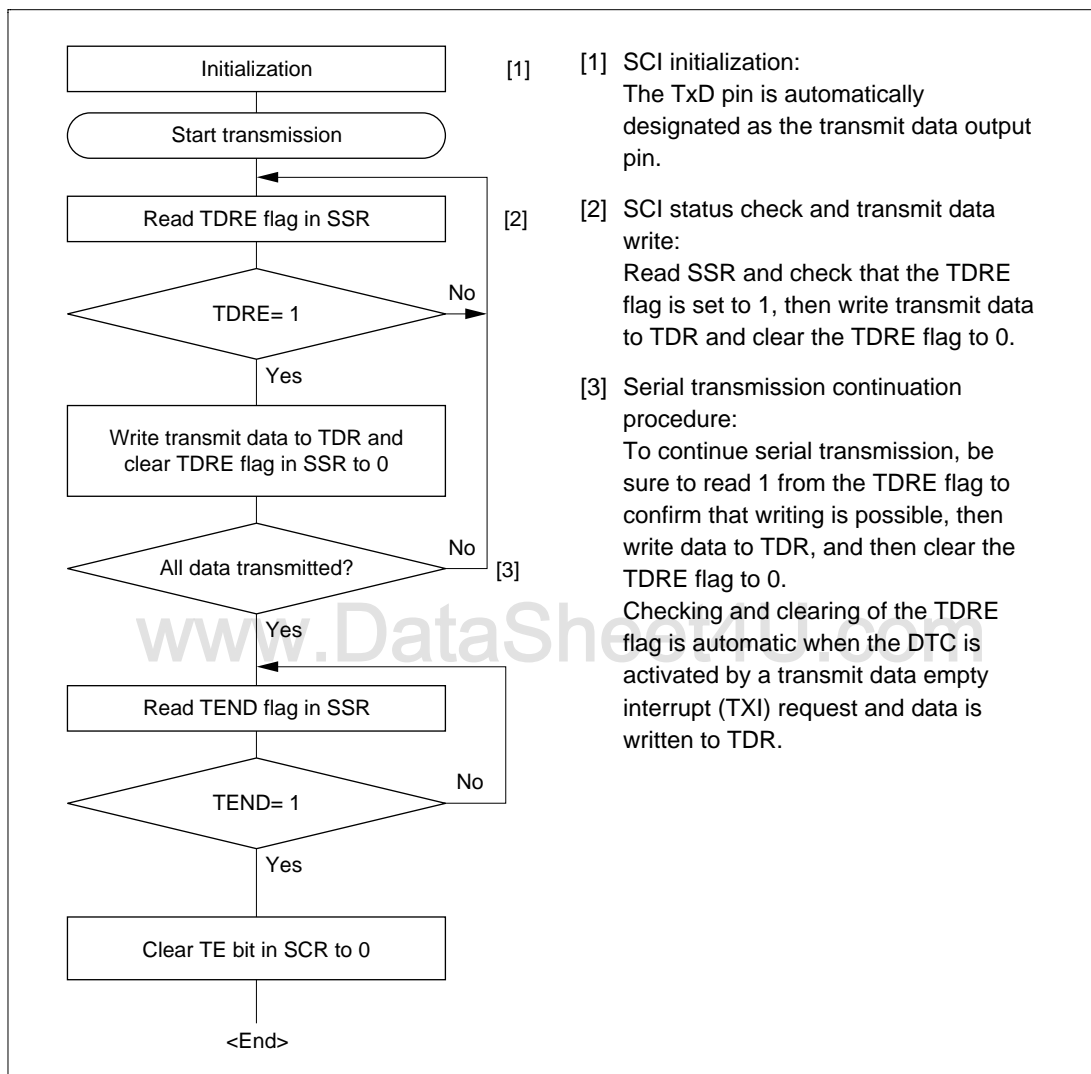 Initialization
[1]
Start transmission
Read TDRE flag in SSR
[2]
TDRE= 1
No
Yes
Write transmit data to TDR and
clear TDRE flag in SSR to 0
All data transmitted?
No
[3]
Yes
Read TEND flag in SSR
TEND= 1
No
Yes
Clear TE bit in SCR to 0
<End>
[1] SCI initialization:
The TxD pin is automatically
designated as the transmit data output
pin.
[2] SCI status check and transmit data
write:
Read SSR and check that the TDRE
flag is set to 1, then write transmit data
to TDR and clear the TDRE flag to 0.
[3] Serial transmission continuation
procedure:
To continue serial transmission, be
sure to read 1 from the TDRE flag to
confirm that writing is possible, then
write data to TDR, and then clear the
TDRE flag to 0.
Checking and clearing of the TDRE
flag is automatic when the DTC is
activated by a transmit data empty
interrupt (TXI) request and data is
written to TDR.
www.DataSheet4U.com